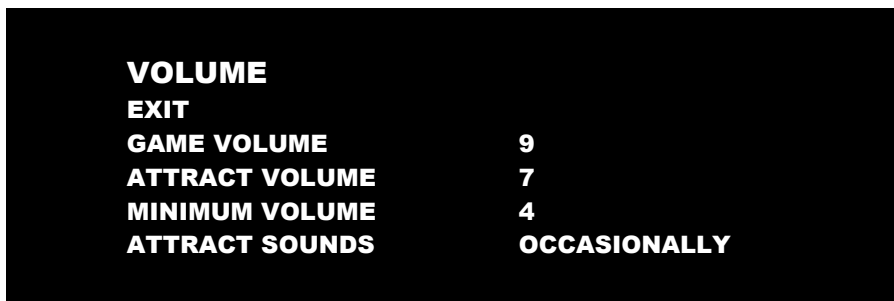 VOLUME
EXIT
GAME VOLUME 9
ATTRACT VOLUME 7
MINIMUM VOLUME 4
ATTRACT SOUNDS OCCASIONALLY